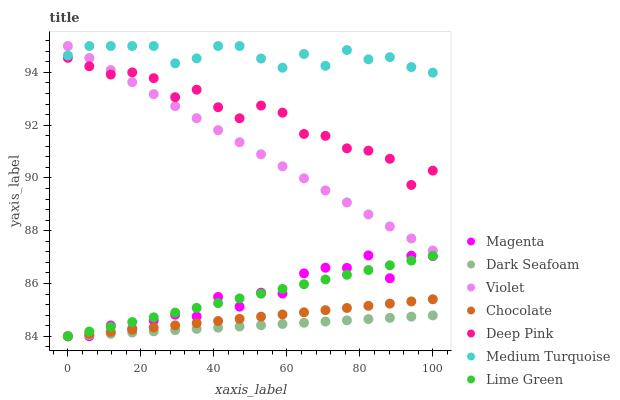 title
yaxis_label
94
92
90
88
86
84
0
20
40
60
80
100
xaxis_label
Magenta
Dark Seafoam
Violet
Chocolate
Deep Pink
Medium Turquoise
Lime Green